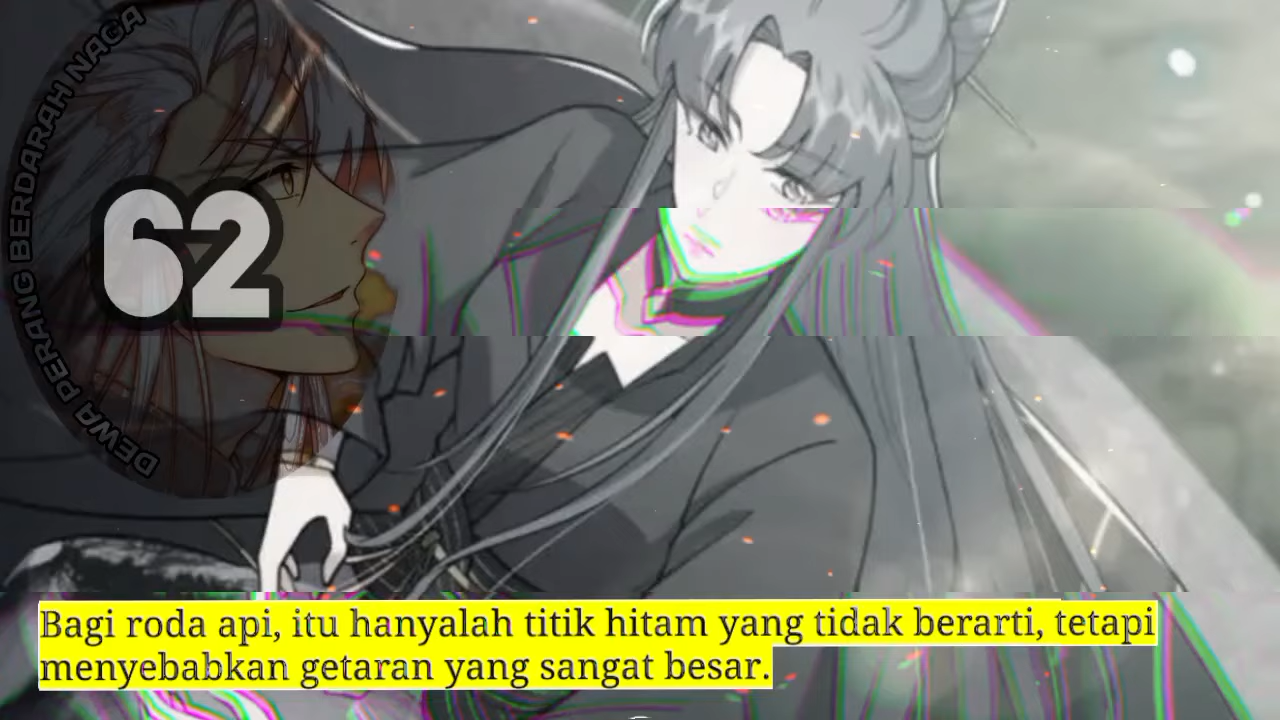 DEWA PERANG BERDARAH NAGA
62
Bagi roda api, itu hanyalah titik hitam yang tidak berarti, tetapi
menyebabkan getaran yang sangat besar.